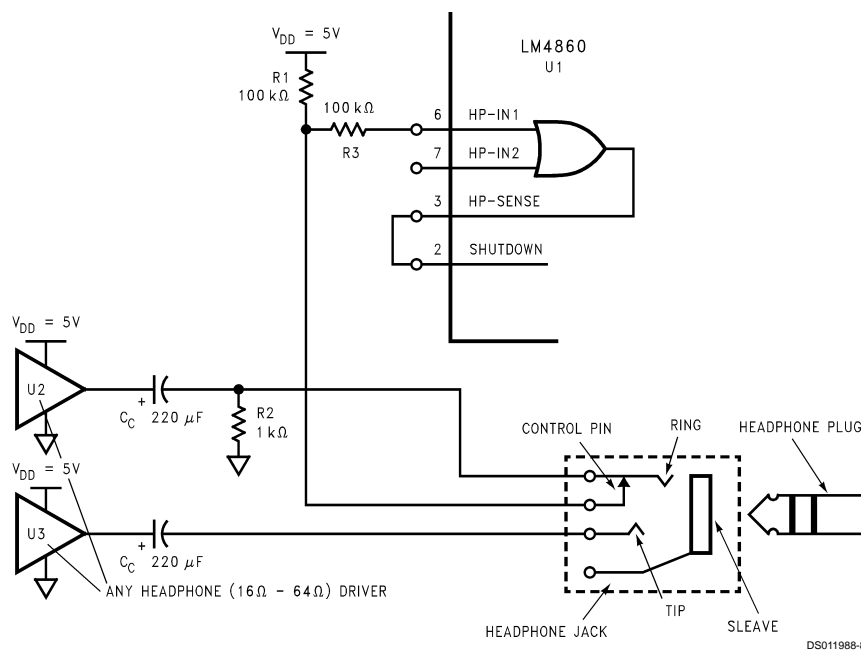 V_DD = 5V
R1
100 kΩ
100 kΩ
R3
LM4860
U1
6 HP-IN1
7 HP-IN2
3 HP-SENSE
2 SHUTDOWN
V_DD = 5V
U2
+
C_C 220 µF
R2
1 kΩ
V_DD = 5V
U3
+
C_C 220 µF
ANY HEADPHONE (16Ω - 64Ω) DRIVER
CONTROL PIN
RING
HEADPHONE PLUG
TIP
SLEAVE
HEADPHONE JACK